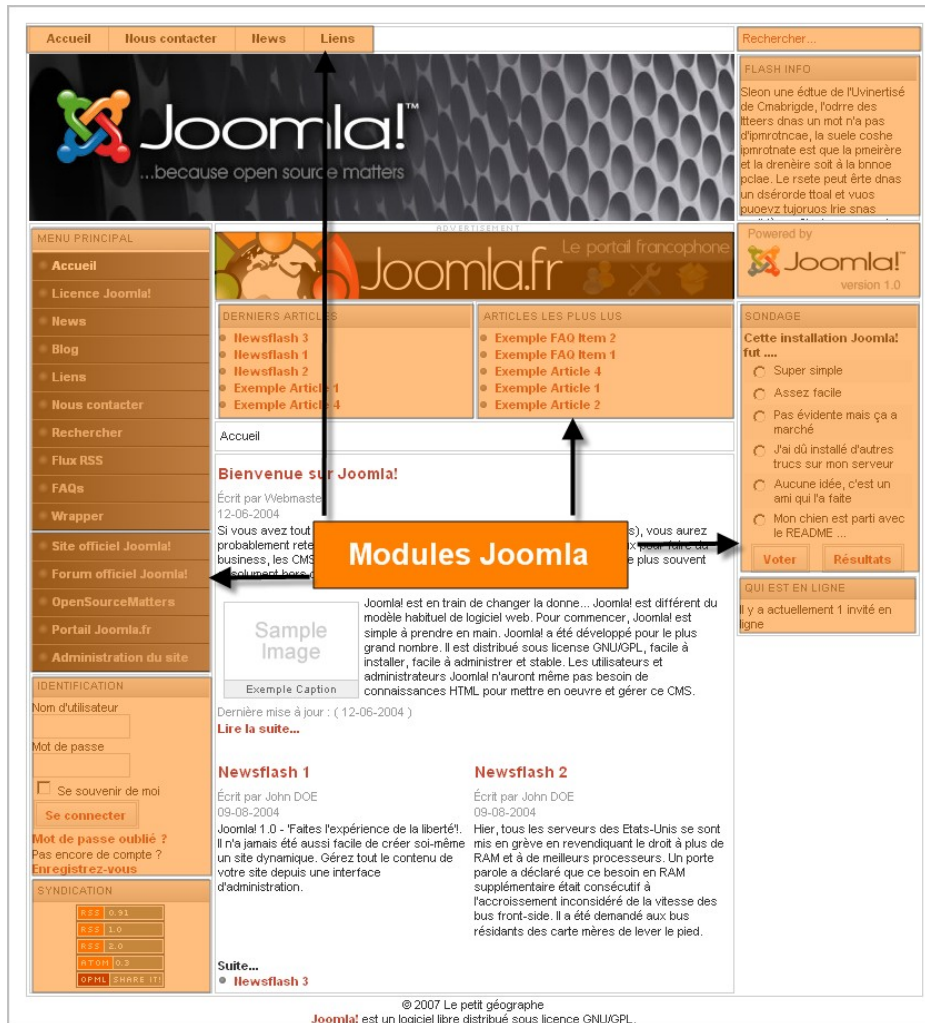 Accueil Nous contacter News Liens
Rechercher...
Joomla!™
...because open source matters
FLASH INFO
Sleon une édtue de l'Uvinertisé
de Cmabrigde, l'odrre des
ltteers dnas un mot n'a pas
d'ipmrotncae, la suele coshe
ipmrotnate est que la pmeirère
et la drenèire soit à la bnnoe
pclae. Le rsete peut êrte dnas
un dsérorde ttoal et vuos
puoevz tujoruos lrie snas
MENU PRINCIPAL
Accueil
Licence Joomla!
News
Blog
Liens
Nous contacter
Rechercher
Flux RSS
FAQs
Wrapper
Site officiel Joomla!
Forum officiel Joomla!
OpenSourceMatters
Portail Joomla.fr
Administration du site
IDENTIFICATION
Nom d'utilisateur
Mot de passe
Se souvenir de moi
Se connecter
Mot de passe oublié ?
Pas encore de compte ?
Enregistrez-vous
SYNDICATION
RSS 0.91
RSS 1.0
RSS 2.0
ATOM 0.3
OPML SHARE IT!
ADVERTISEMENT
Joomla.fr
Le portail francophone
DERNIERS ARTICLES
Newsflash 3
Newsflash 1
Newsflash 2
Exemple Article 1
Exemple Article 4
ARTICLES LES PLUS LUS
Exemple FAQ Item 2
Exemple FAQ Item 1
Exemple Article 4
Exemple Article 1
Exemple Article 2
Accueil
Bienvenue sur Joomla!
Écrit par Webmaste
12-06-2004
Si vous avez tout s), vous aurez
probablement rete pour faire du
business, les CMS e plus souvent
Modules Joomla
Sample
Image
Exemple Caption
Joomla! est en train de changer la donne... Joomla! est différent du
modèle habituel de logiciel web. Pour commencer, Joomla! est
simple à prendre en main. Joomla! a été développé pour le plus
grand nombre. Il est distribué sous license GNU/GPL, facile à
installer, facile à administrer et stable. Les utilisateurs et
administrateurs Joomla! n'auront même pas besoin de
connaissances HTML pour mettre en oeuvre et gérer ce CMS.
Dernière mise à jour : ( 12-06-2004 )
Lire la suite...
Newsflash 1
Écrit par John DOE
09-08-2004
Joomla! 1.0 - 'Faites l'expérience de la liberté'!.
Il n'a jamais été aussi facile de créer soi-même
un site dynamique. Gérez tout le contenu de
votre site depuis une interface
d'administration.
Newsflash 2
Écrit par John DOE
09-08-2004
Hier, tous les serveurs des Etats-Unis se sont
mis en grève en revendiquant le droit à plus de
RAM et à de meilleurs processeurs. Un porte
parole a déclaré que ce besoin en RAM
supplémentaire était consécutif à
l'accroissement inconsidéré de la vitesse des
bus front-side. Il a été demandé aux bus
résidants des carte mères de lever le pied.
Suite...
Newsflash 3
Powered by
Joomla!™
version 1.0
SONDAGE
Cette installation Joomla!
fut ....
Super simple
Assez facile
Pas évidente mais ça a
marché
J'ai dû installé d'autres
trucs sur mon serveur
Aucune idée, c'est un
ami qui l'a faite
Mon chien est parti avec
le README ...
Voter Résultats
QUI EST EN LIGNE
Il y a actuellement 1 invité en
ligne
© 2007 Le petit géographe
Joomla! est un logiciel libre distribué sous licence GNU/GPL.